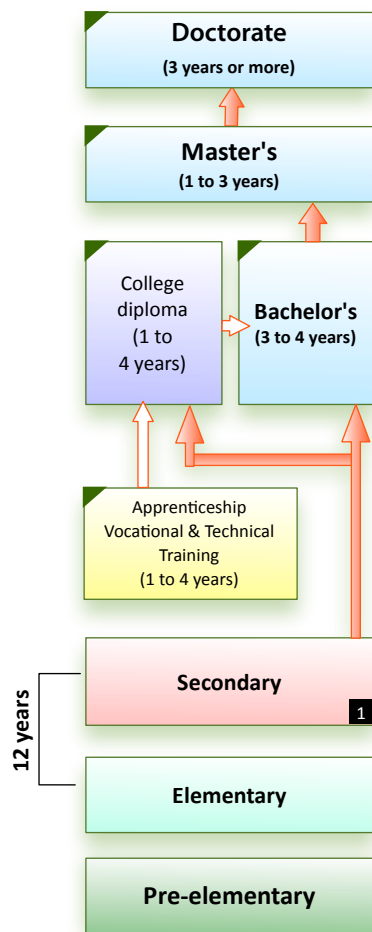 Doctorate
(3 years or more)
Master's
(1 to 3 years)
College
diploma
(1 to
4 years)
Bachelor's
(3 to 4 years)
Apprenticeship
Vocational & Technical
Training
(1 to 4 years)
Secondary
1
12 years
Elementary
Pre-elementary